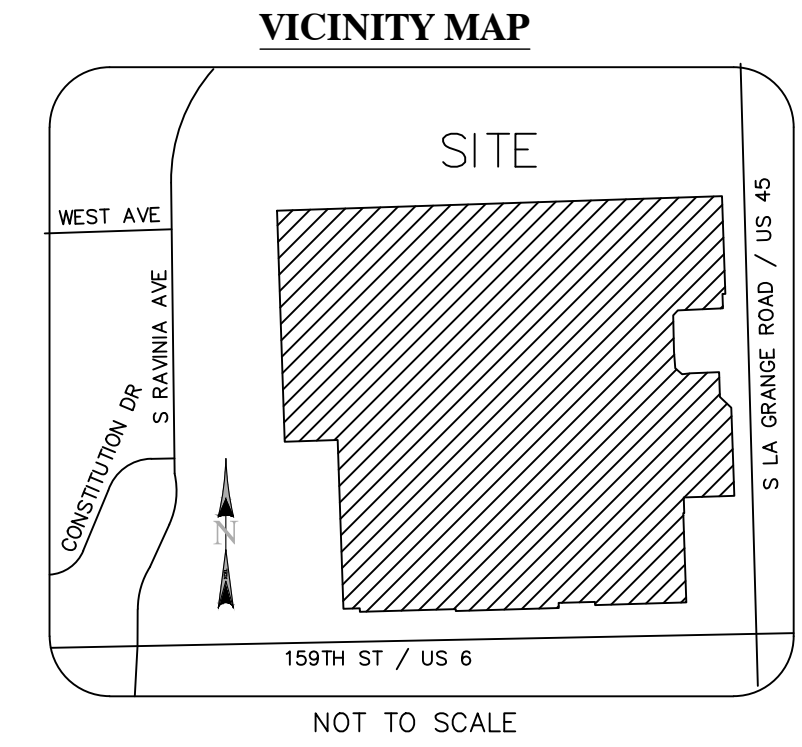 VICINITY MAP
SITE
WEST AVE
S RAVINIA AVE
S LA GRANGE ROAD / US 45
CONSTITUTION DR
N
159TH ST / US 6
NOT TO SCALE